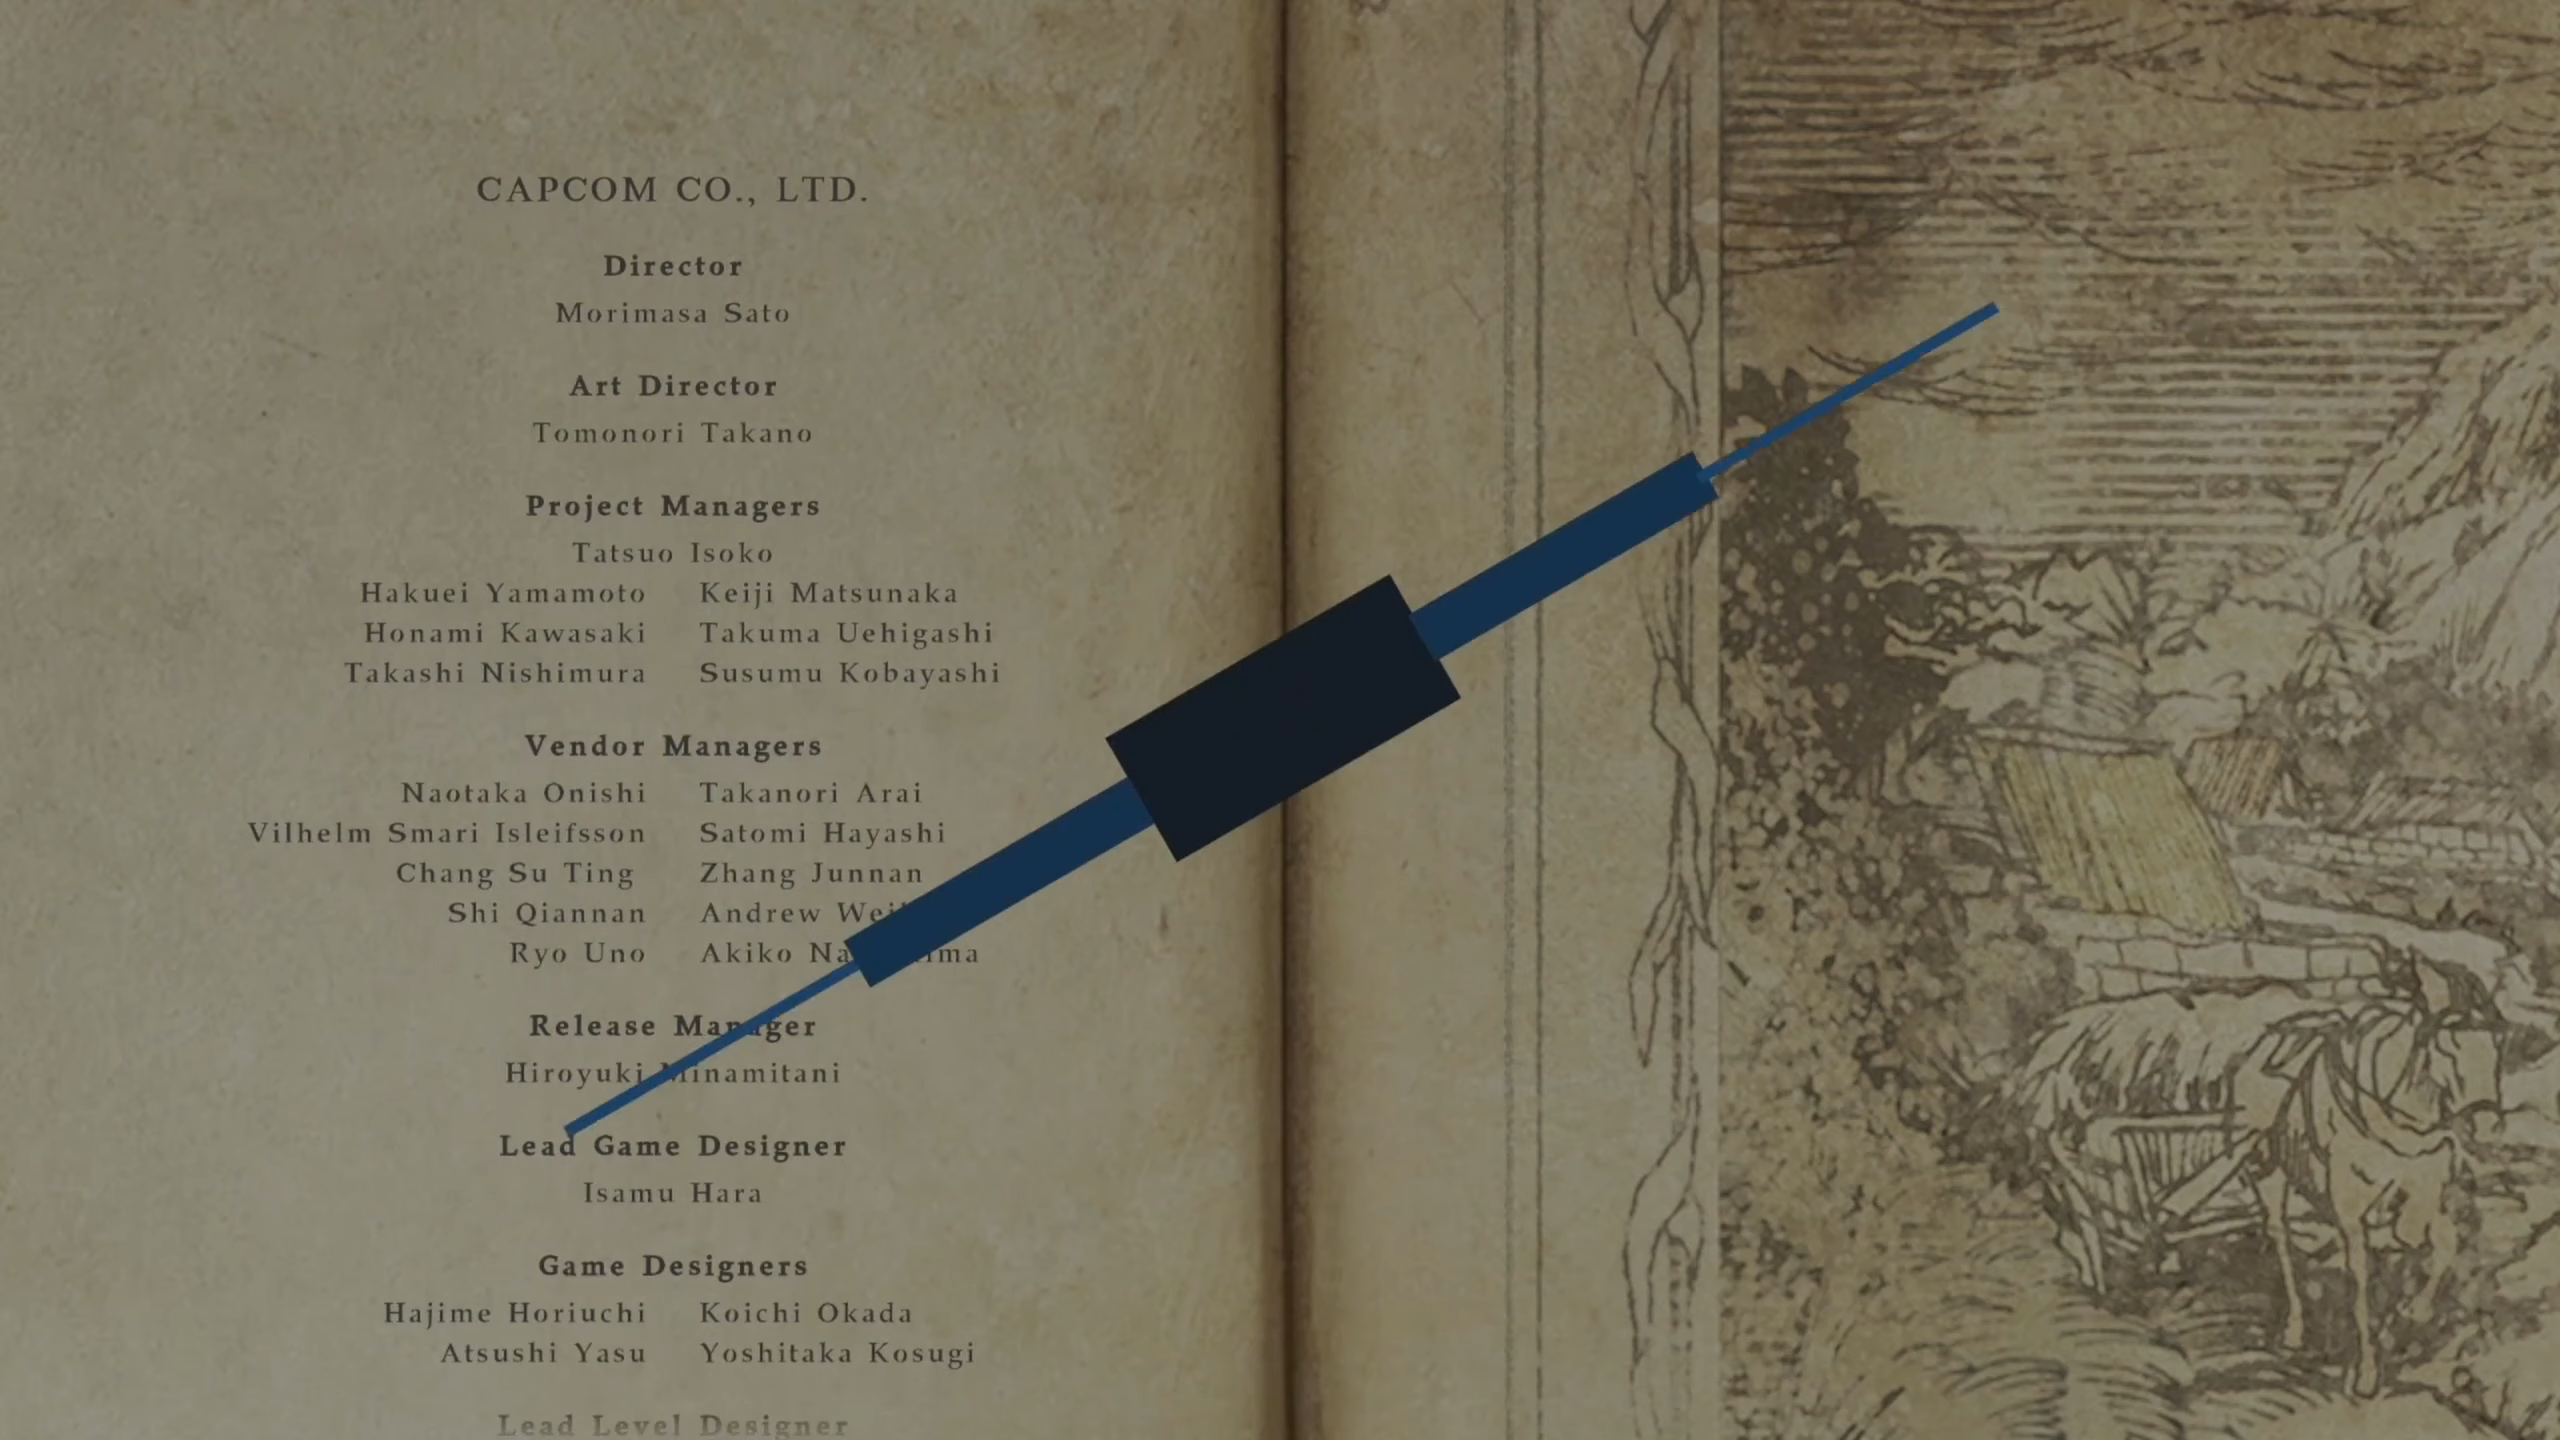 CAPCOM CO., LTD.
Director
Morimasa Sato
Art Director
Tomonori Takano
Project Managers
Tatsuo Isoko
Hakuei Yamamoto Keiji Matsunaka
Honami Kawasaki Takuma Uehigashi
Takashi Nishimura Susumu Kobayashi
Vendor Managers
Naotaka Onishi Takanori Arai
Vilhelm Smari Isleifsson Satomi Hayashi
Chang Su Ting Zhang Junnan
Shi Qiannan Andrew
Ryo Uno Akiko
Release Manager
Hiroyuki Minamitani
Lead Game Designer
Isamu Hara
Game Designers
Hajime Horiuchi Koichi Okada
Atsushi Yasu Yoshitaka Kosugi
Lead Level Designer